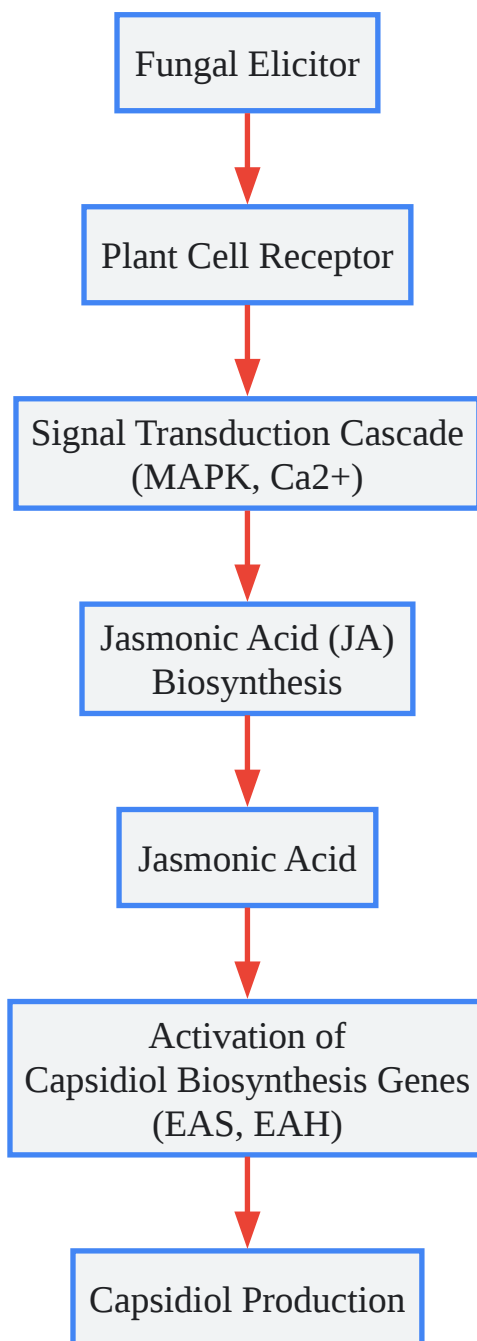 Fungal Elicitor
Plant Cell Receptor
Signal Transduction Cascade
(MAPK, Ca2+)
Jasmonic Acid (JA)
Biosynthesis
Jasmonic Acid
Activation of
Capsidiol Biosynthesis Genes
(EAS, EAH)
Capsidiol Production